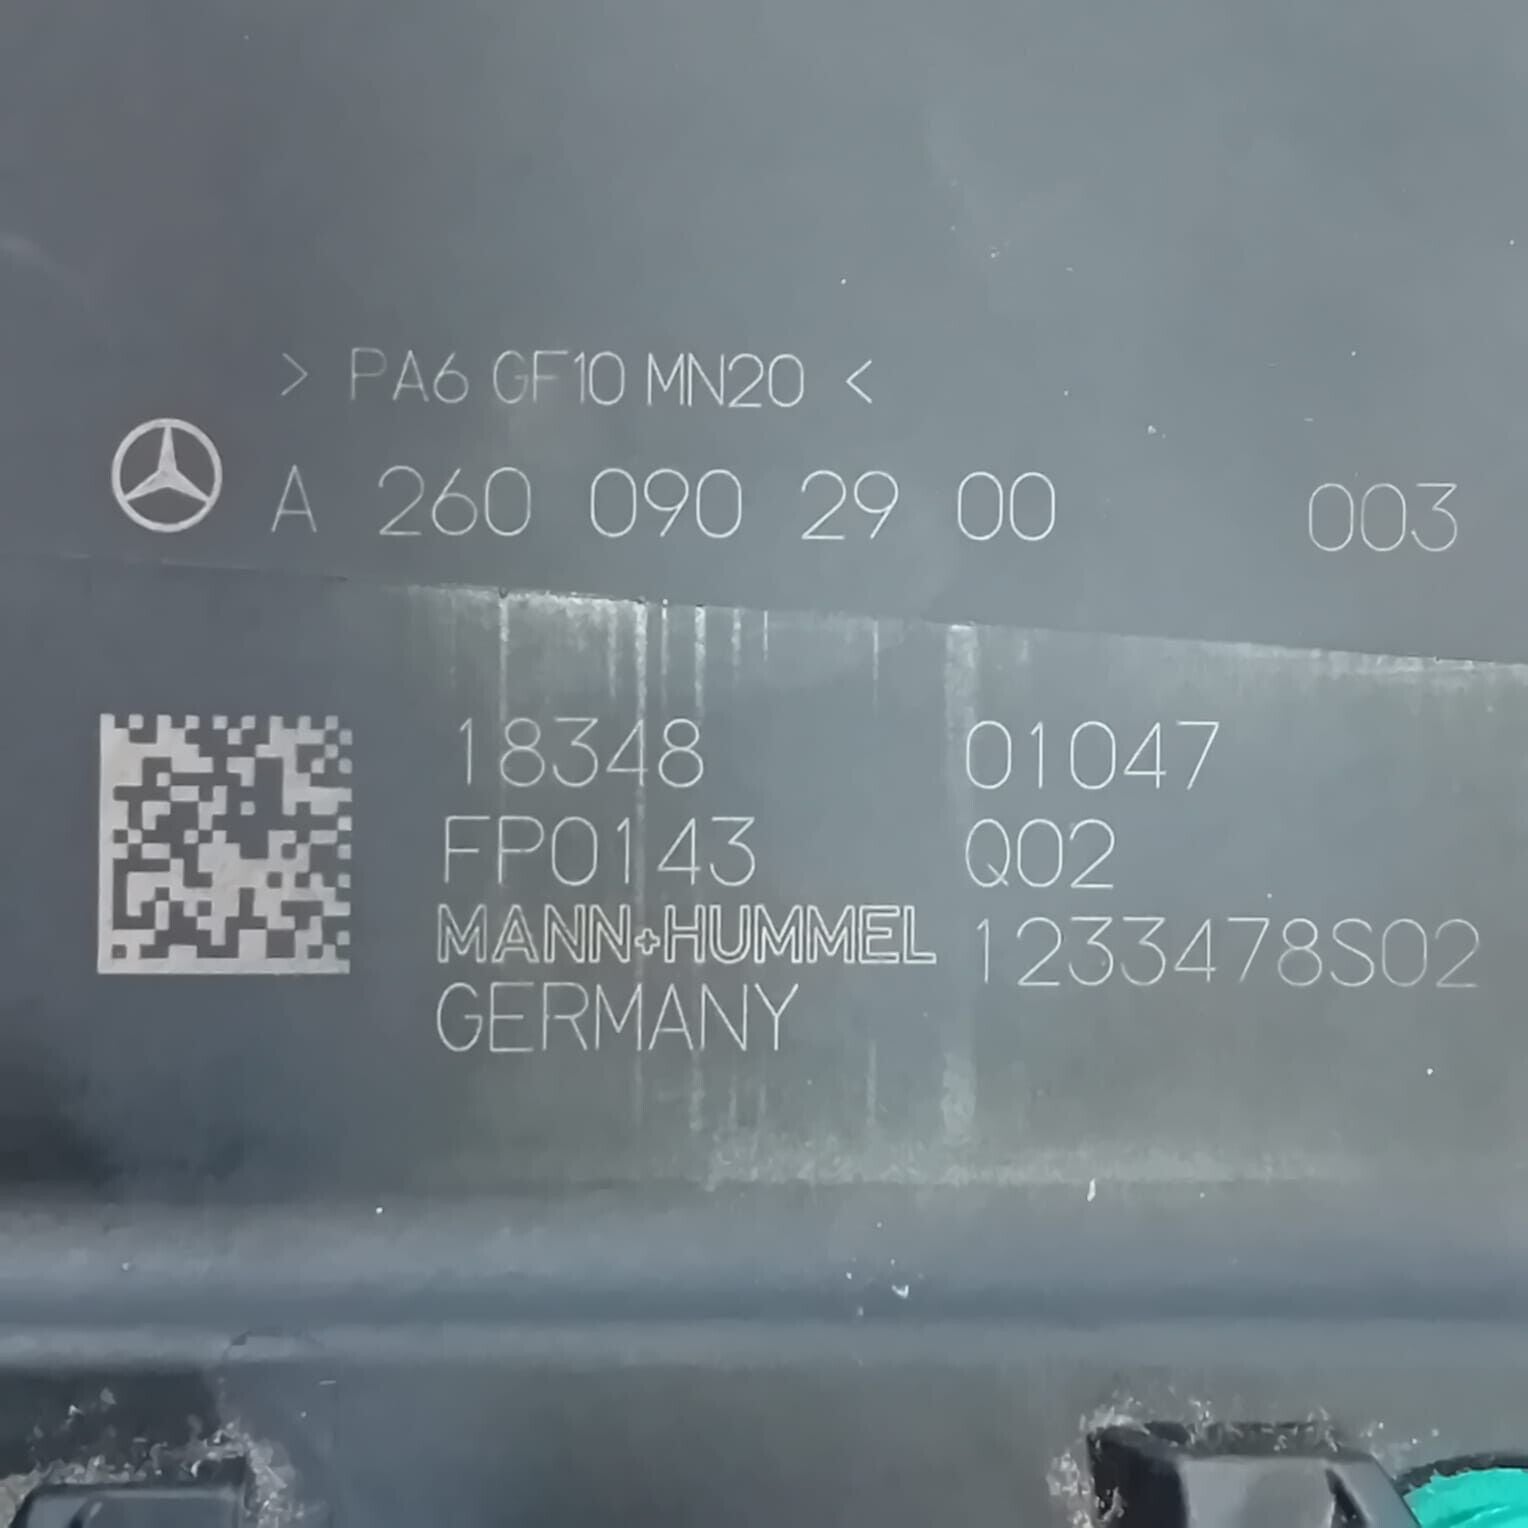 > PA6 GF10 MN20 <
A 260 090 29 00 003
18348 01047
FP0143 Q02
MANN+HUMMEL 1233478S02
GERMANY